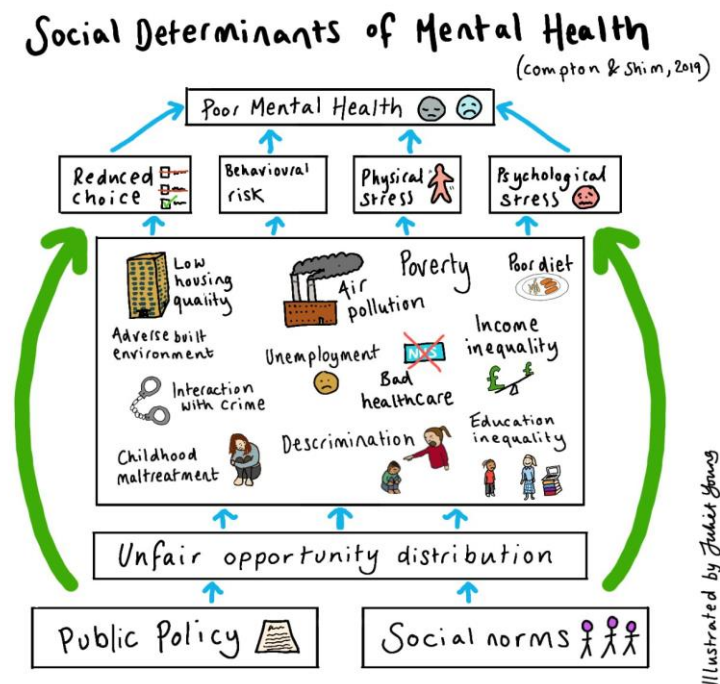 Social Determinants of Mental Health
(Compton & Shim, 2019)
Poor Mental Health
Reduced
choice
Behavioural
risk
Physical
stress
Psychological
stress
Low
housing
quality
Air
pollution
Poverty
Poor diet
Adverse built
environment
Unemployment
NHS
Bad
healthcare
Income
inequality
£
£
Interaction
with crime
Childhood
maltreatment
Descrimination
Education
inequality
Unfair opportunity distribution
Public Policy
Social norms
Illustrated by Juliet Young